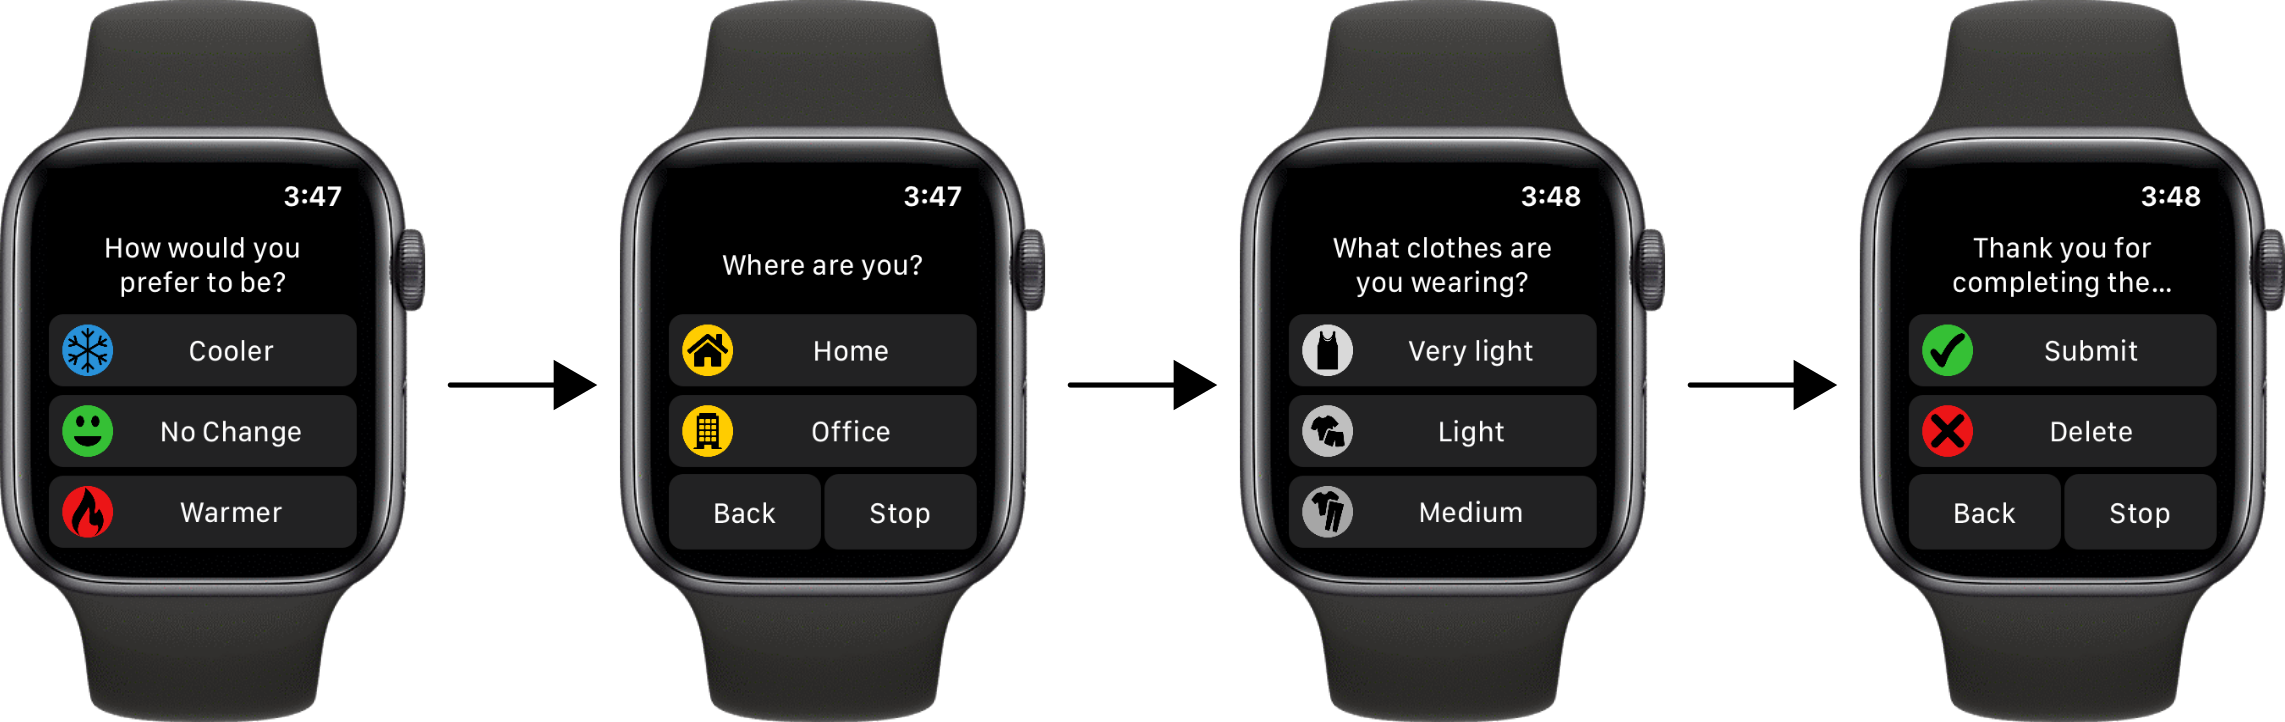 3:47
How would you
prefer to be?
Cooler
No Change
Warmer
3:47
Where are you?
Home
Office
Back Stop
3:48
What clothes are
you wearing?
Very light
Light
Medium
3:48
Thank you for
completing the...
Submit
Delete
Back Stop